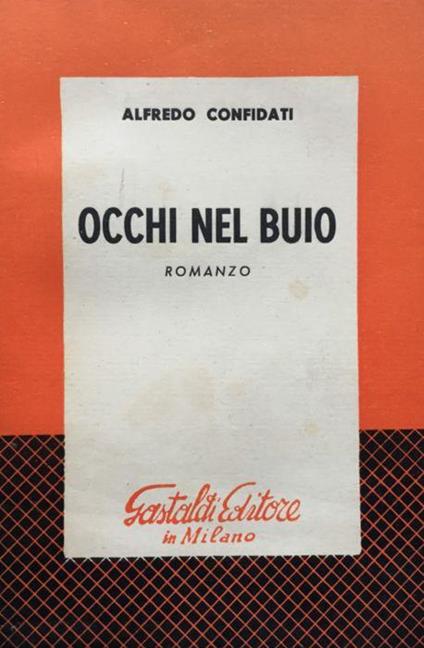 ALFREDO CONFIDATI
OCCHI NEL BUIO
ROMANZO
Gastaldi Editore
in Milano